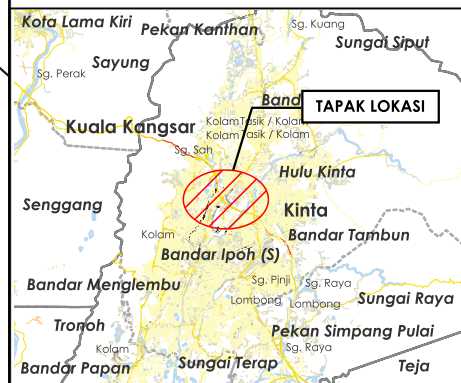 Kota Lama Kiri
Pekan Kanthan
Sg. Kuang
Sungai Siput
Sayung
Sg. Perak
TAPAK LOKASI
Kuala Kangsar
Kolam
Tasik / Kolam
Kolam
Tasik / Kolam
Sg. Sah
Hulu Kinta
Senggang
Kinta
Kolam
Bandar Tambun
Bandar Ipoh (S)
Bandar Menglembu
Sg. Pinji
Sg. Raya
Lombong
Lombong
Sungai Raya
Tronoh
Pekan Simpang Pulai
Kolam
Sg. Raya
Bandar Papan
Sungai Terap
Teja